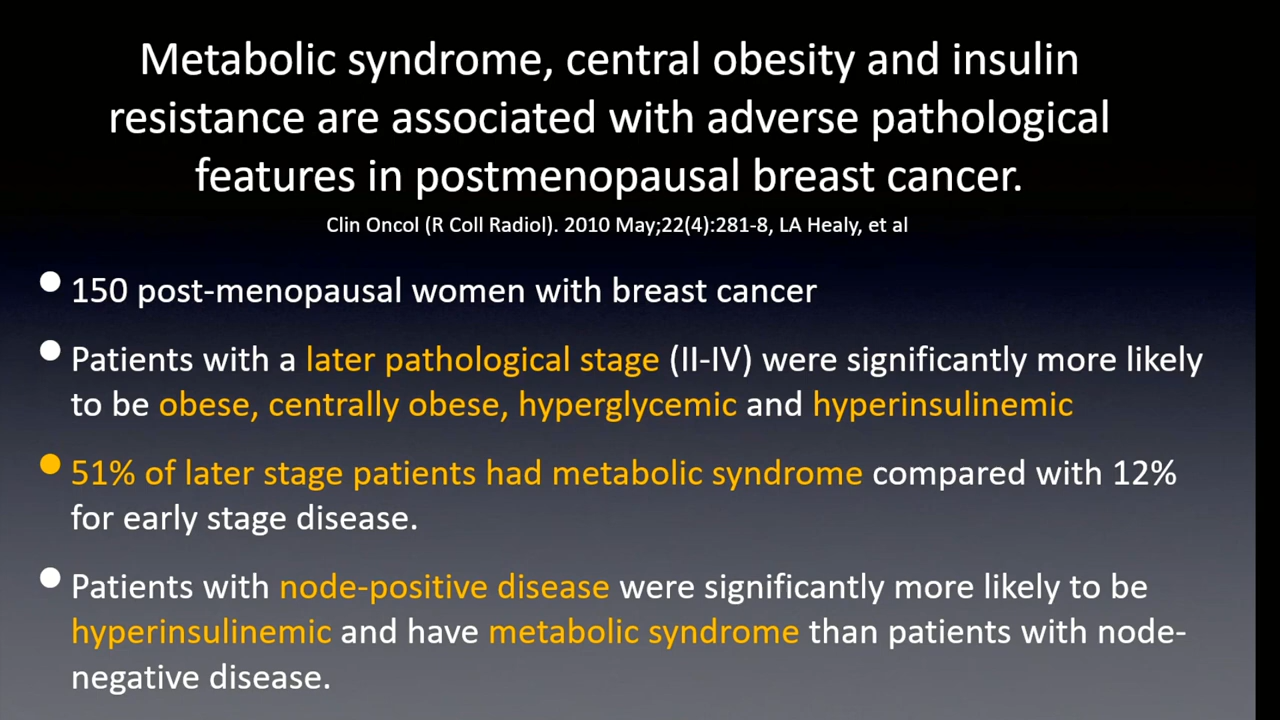 Metabolic syndrome, central obesity and insulin
resistance are associated with adverse pathological
features in postmenopausal breast cancer.
Clin Oncol (R Coll Radiol). 2010 May;22(4):281-8, LA Healy, et al
• 150 post-menopausal women with breast cancer
• Patients with a later pathological stage (II-IV) were significantly more likely
to be obese, centrally obese, hyperglycemic and hyperinsulinemic
• 51% of later stage patients had metabolic syndrome compared with 12%
for early stage disease.
• Patients with node-positive disease were significantly more likely to be
hyperinsulinemic and have metabolic syndrome than patients with node-
negative disease.